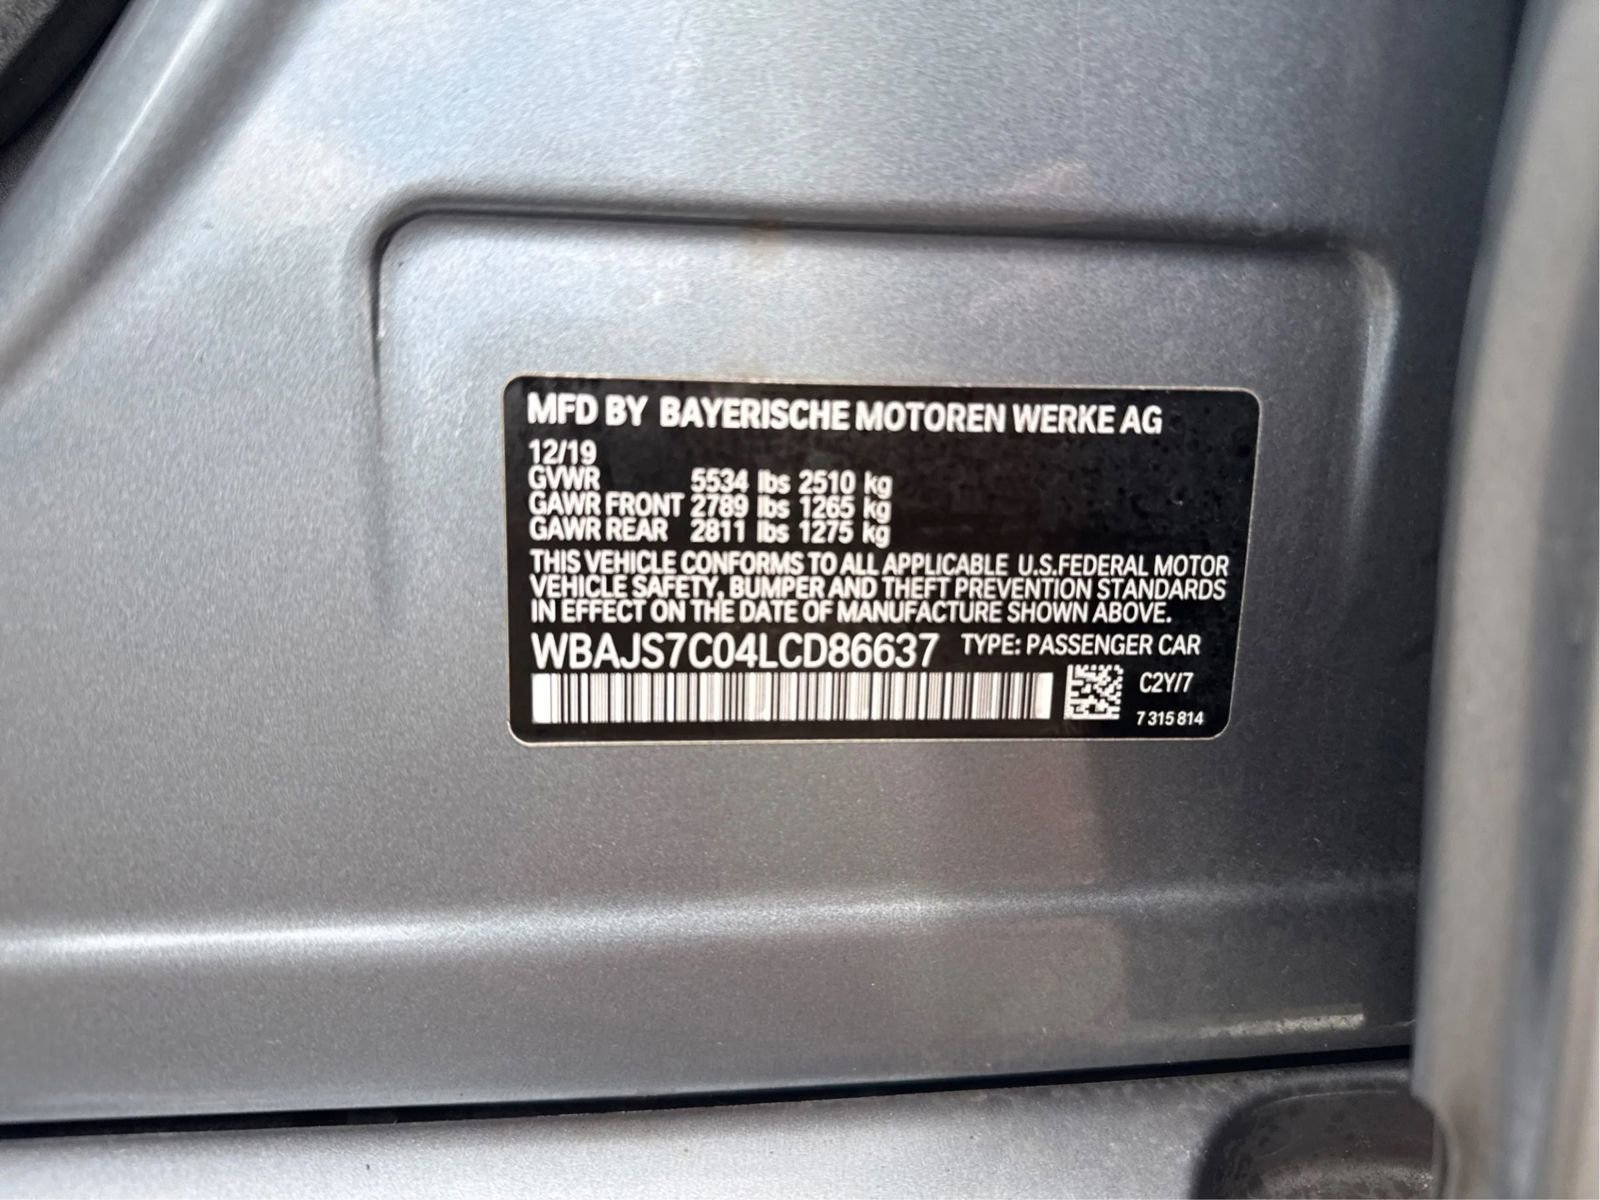 MFD BY BAYERISCHE MOTOREN WERKE AG
12/19
GVWR 5534 lbs 2510 kg
GAWR FRONT 2789 lbs 1265 kg
GAWR REAR 2811 lbs 1275 kg
THIS VEHICLE CONFORMS TO ALL APPLICABLE U.S.FEDERAL MOTOR
VEHICLE SAFETY, BUMPER AND THEFT PREVENTION STANDARDS
IN EFFECT ON THE DATE OF MANUFACTURE SHOWN ABOVE.
WBAJS7C04LCD86637 TYPE: PASSENGER CAR
C2Y/7
7 315 814